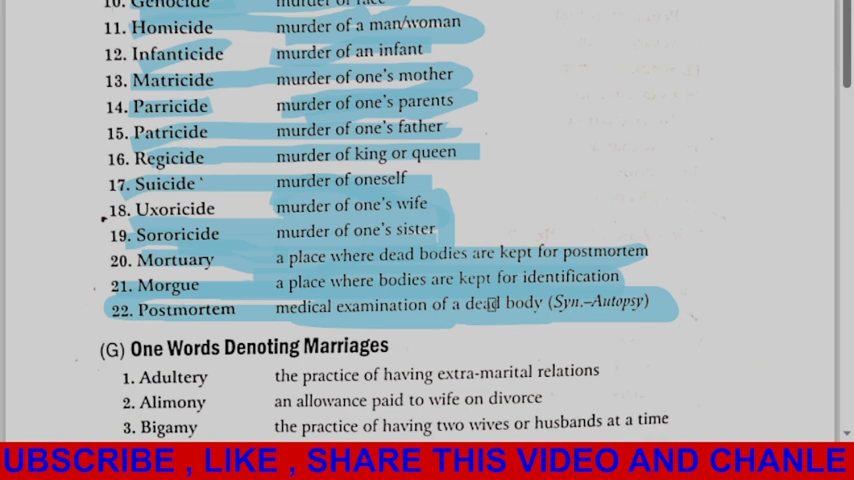 10. Genocide murder of race
11. Homicide murder of a man/woman
12. Infanticide murder of an infant
13. Matricide murder of one's mother
14. Parricide murder of one's parents
15. Patricide murder of one's father
16. Regicide murder of king or queen
17. Suicide murder of oneself
18. Uxoricide murder of one's wife
19. Sororicide murder of one's sister
20. Mortuary a place where dead bodies are kept for postmortem
21. Morgue a place where bodies are kept for identification
22. Postmortem medical examination of a dead body (Syn.–Autopsy)
(G) One Words Denoting Marriages
1. Adultery the practice of having extra-marital relations
2. Alimony an allowance paid to wife on divorce
3. Bigamy the practice of having two wives or husbands at a time
UBSCRIBE , LIKE , SHARE THIS VIDEO AND CHANLE